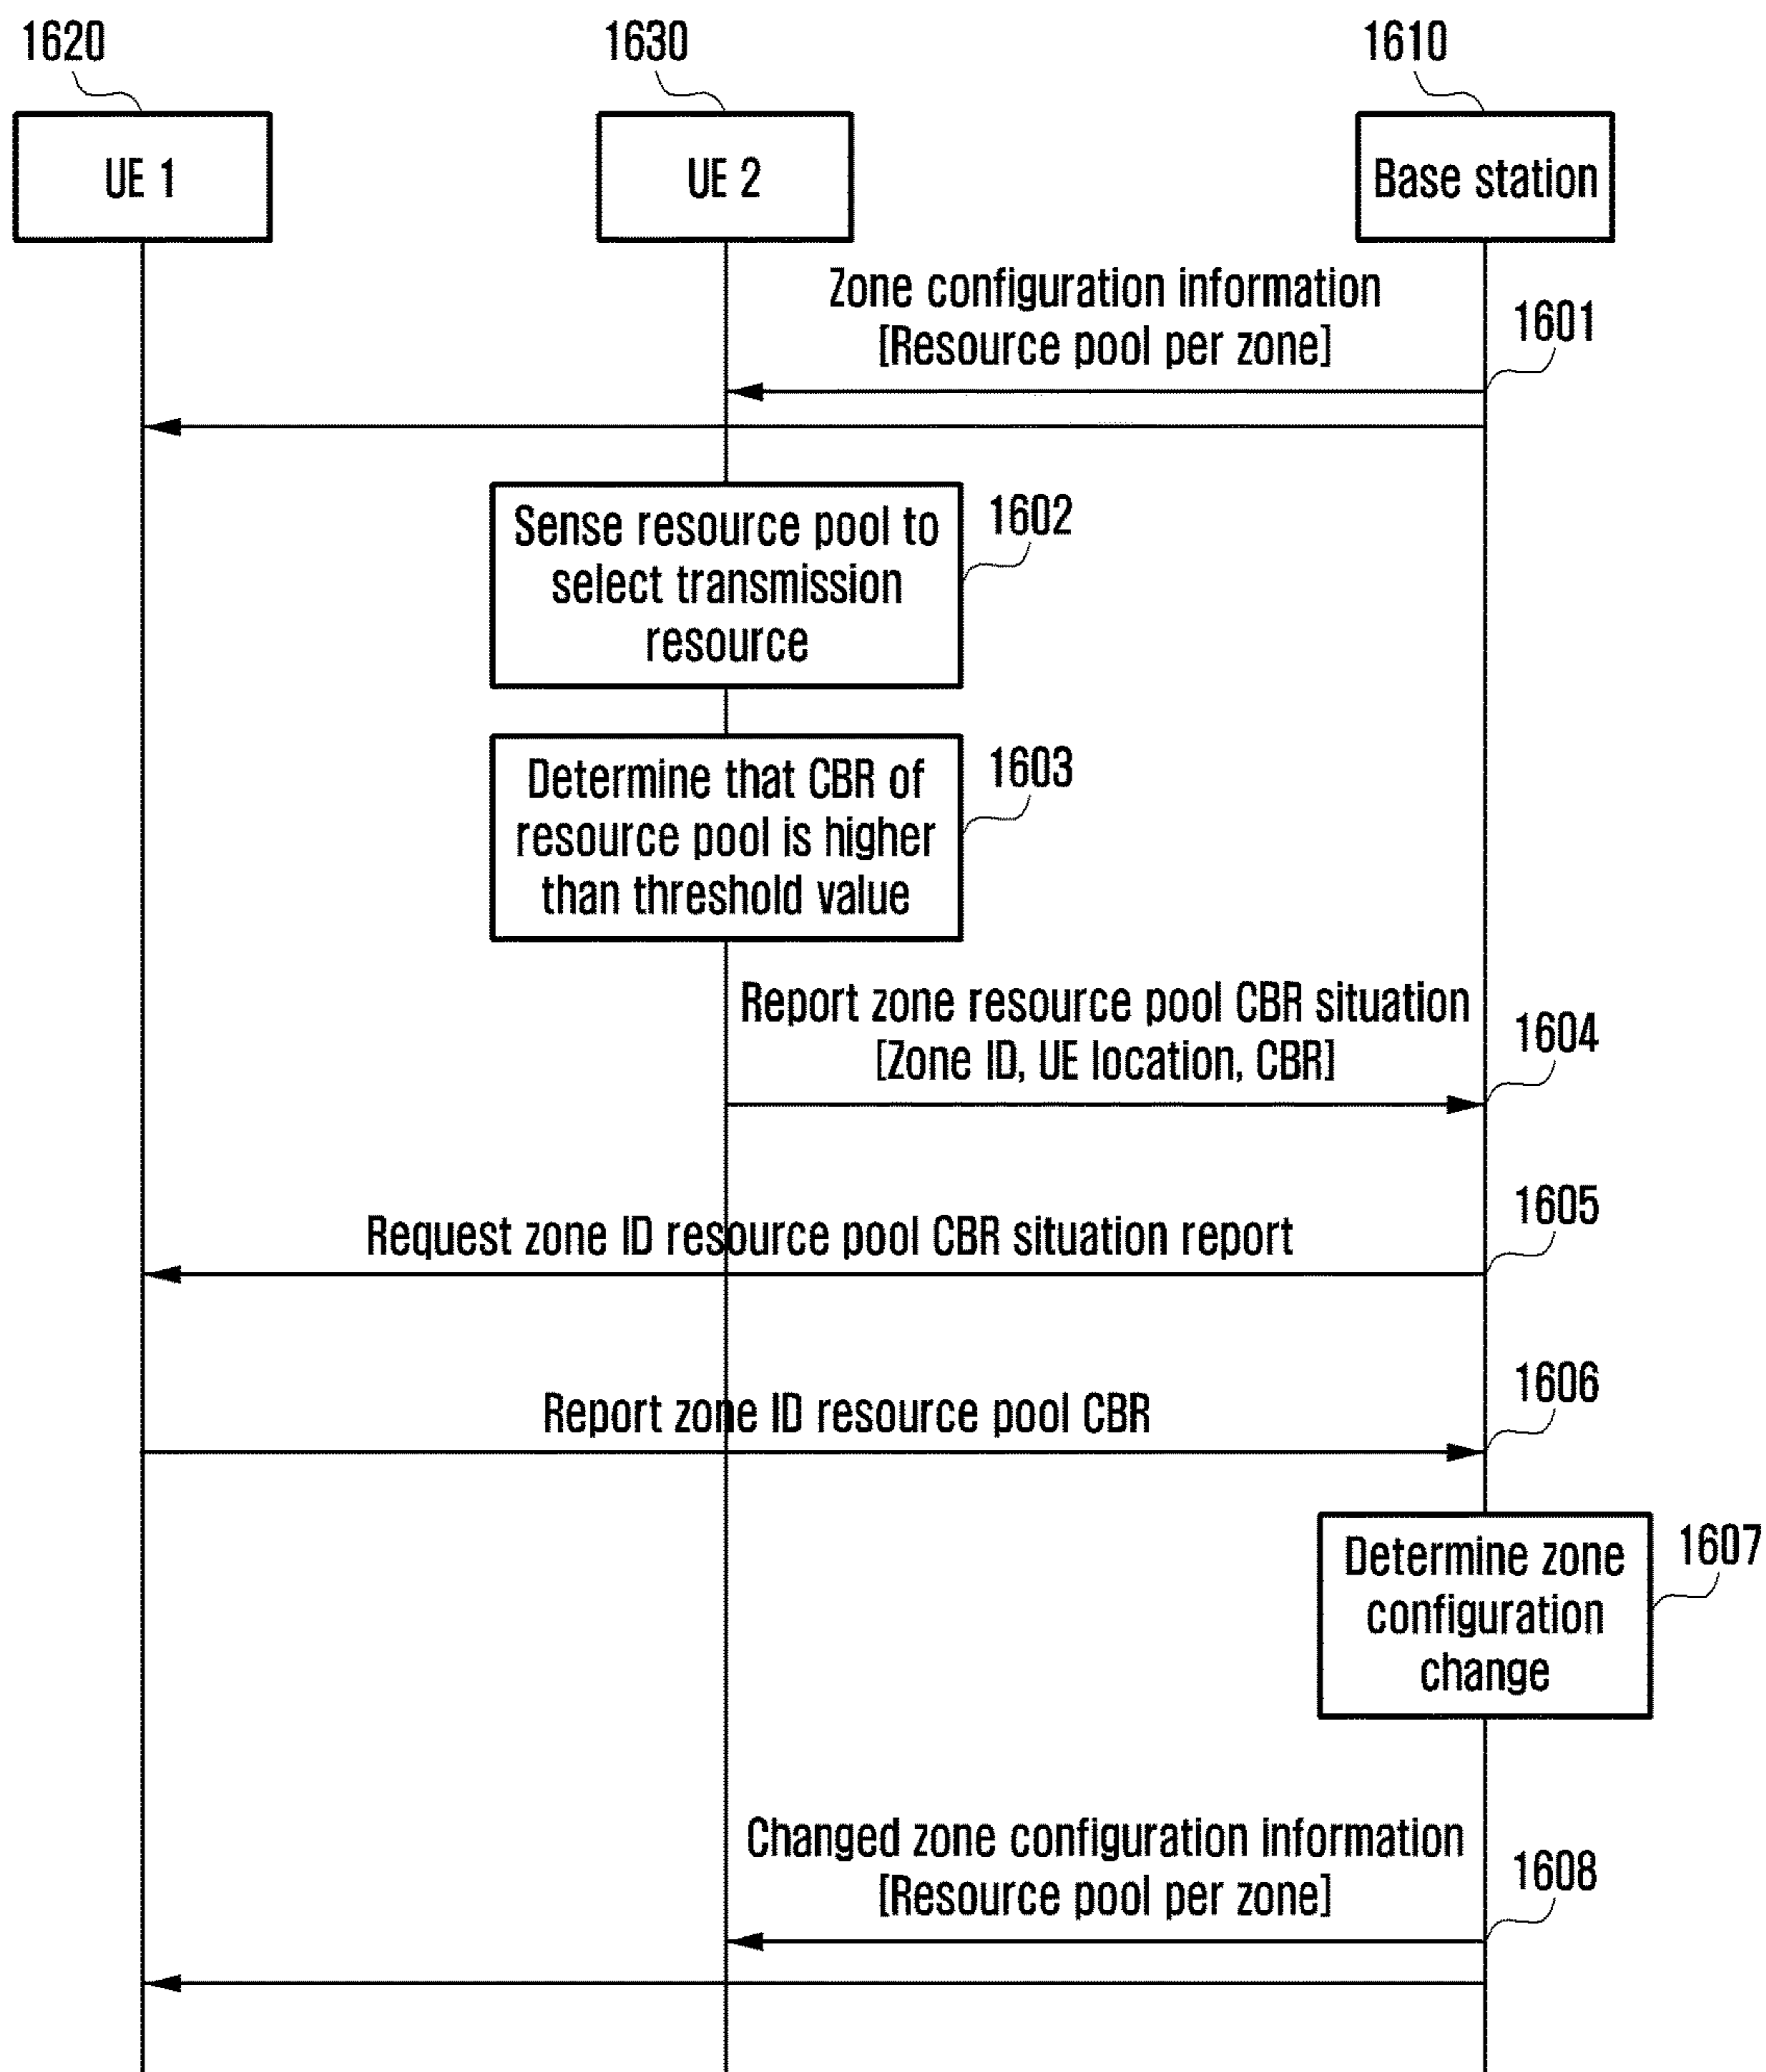 1620
1630
1610
UE 1
UE 2
Base station
Zone configuration information
[Resource pool per zone]
1601
Sense resource pool to
select transmission
resource
1602
Determine that CBR of
resource pool is higher
than threshold value
1603
Report zone resource pool CBR situation
[Zone ID, UE location, CBR]
1604
Request zone ID resource pool CBR situation report
1605
Report zone ID resource pool CBR
1606
Determine zone
configuration
change
1607
Changed zone configuration information
[Resource pool per zone]
1608